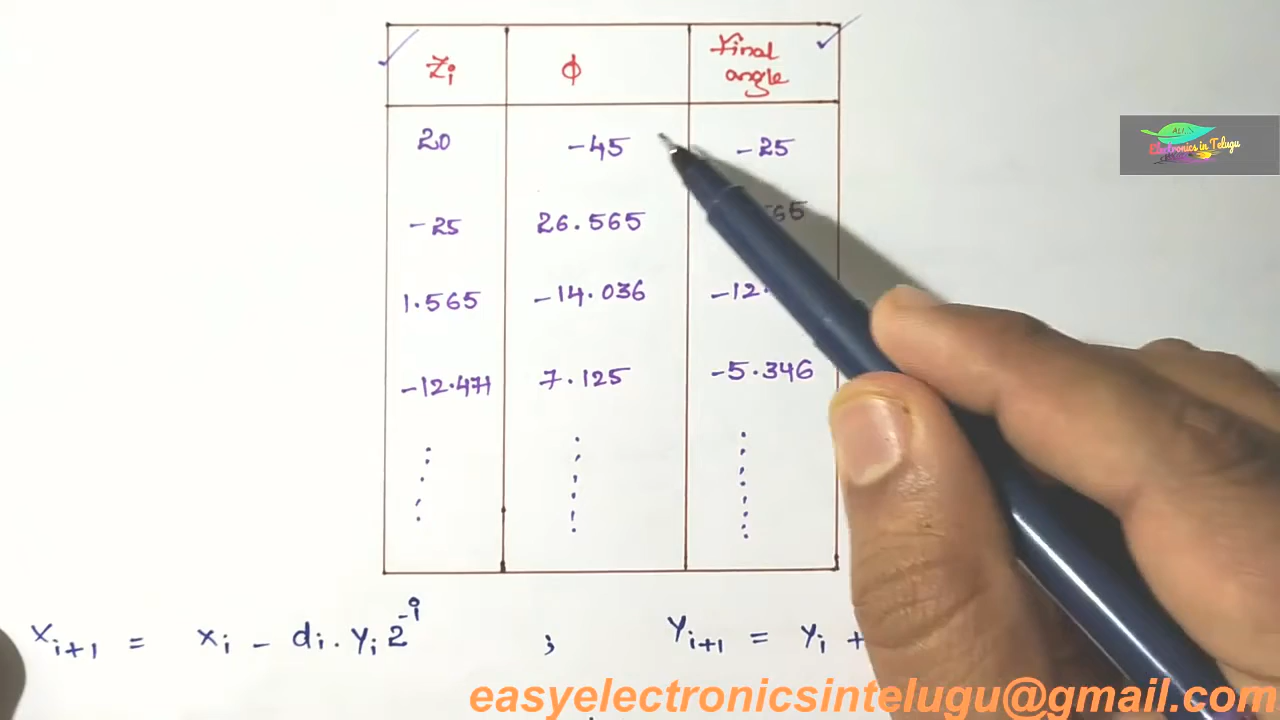 Zi ϕ final angle
20 -45 -25
-25 26.565
1.565 -14.036 -12.
-12.471 7.125 -5.346
xi+1 = xi - di. yi 2^-i ; yi+1 = yi +
Electronics in Telugu
easyelectronicsintelugu@gmail.com